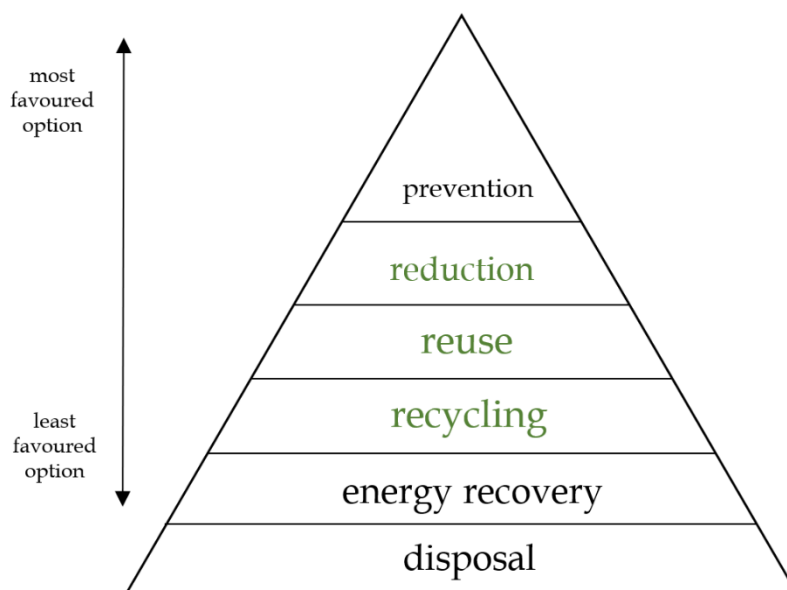 most
favoured
option
prevention
reduction
reuse
recycling
least
favoured
option
energy recovery
disposal